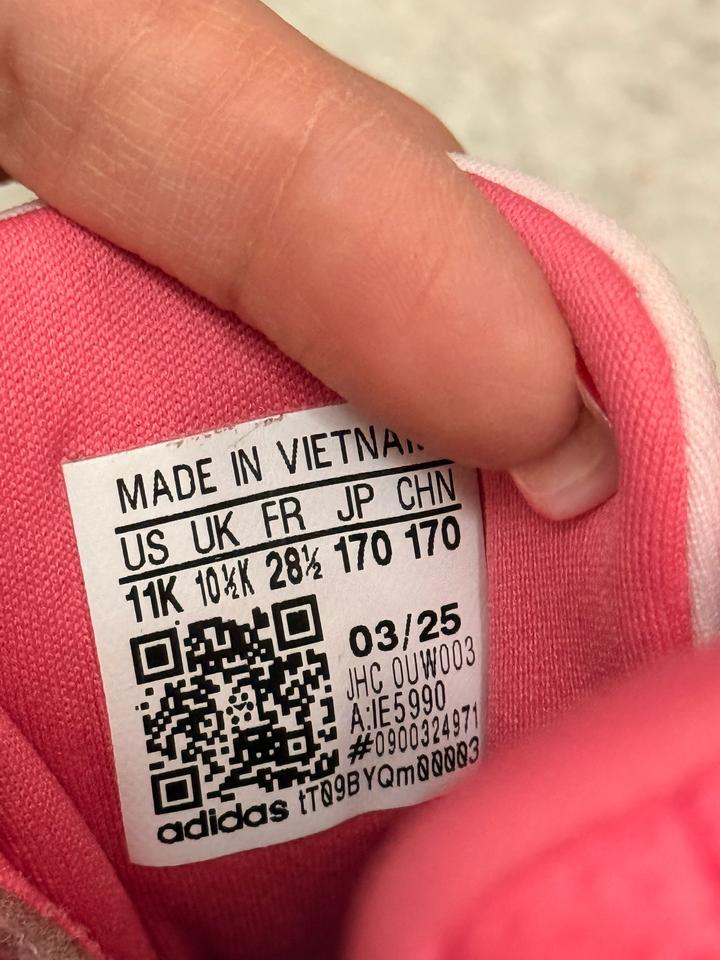 MADE IN VIETNAM
US UK FR JP CHN
11K 10½K 28½ 170 170
03/25
JHC 0UW003
A:IE5990
#0900324971
adidas tT09BYQm00003